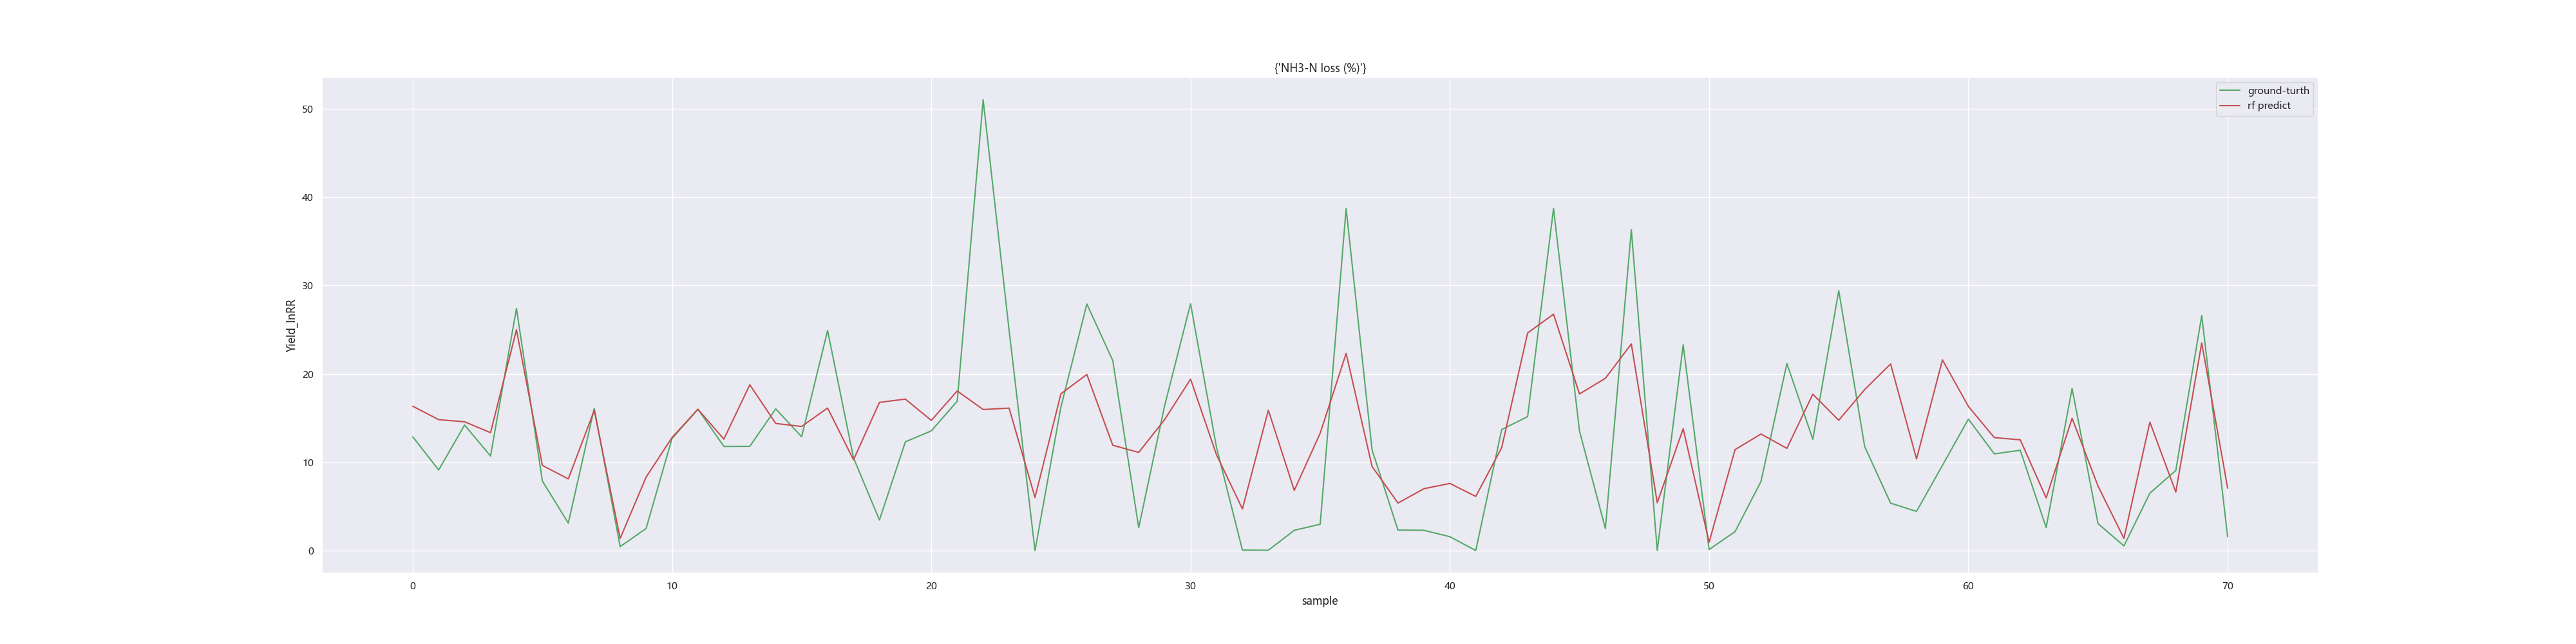 {'NH3-N loss (%)'}
ground-turth
rf predict
Yield_lnRR
50
40
30
20
10
0
0 10 20 30 40 50 60 70
sample